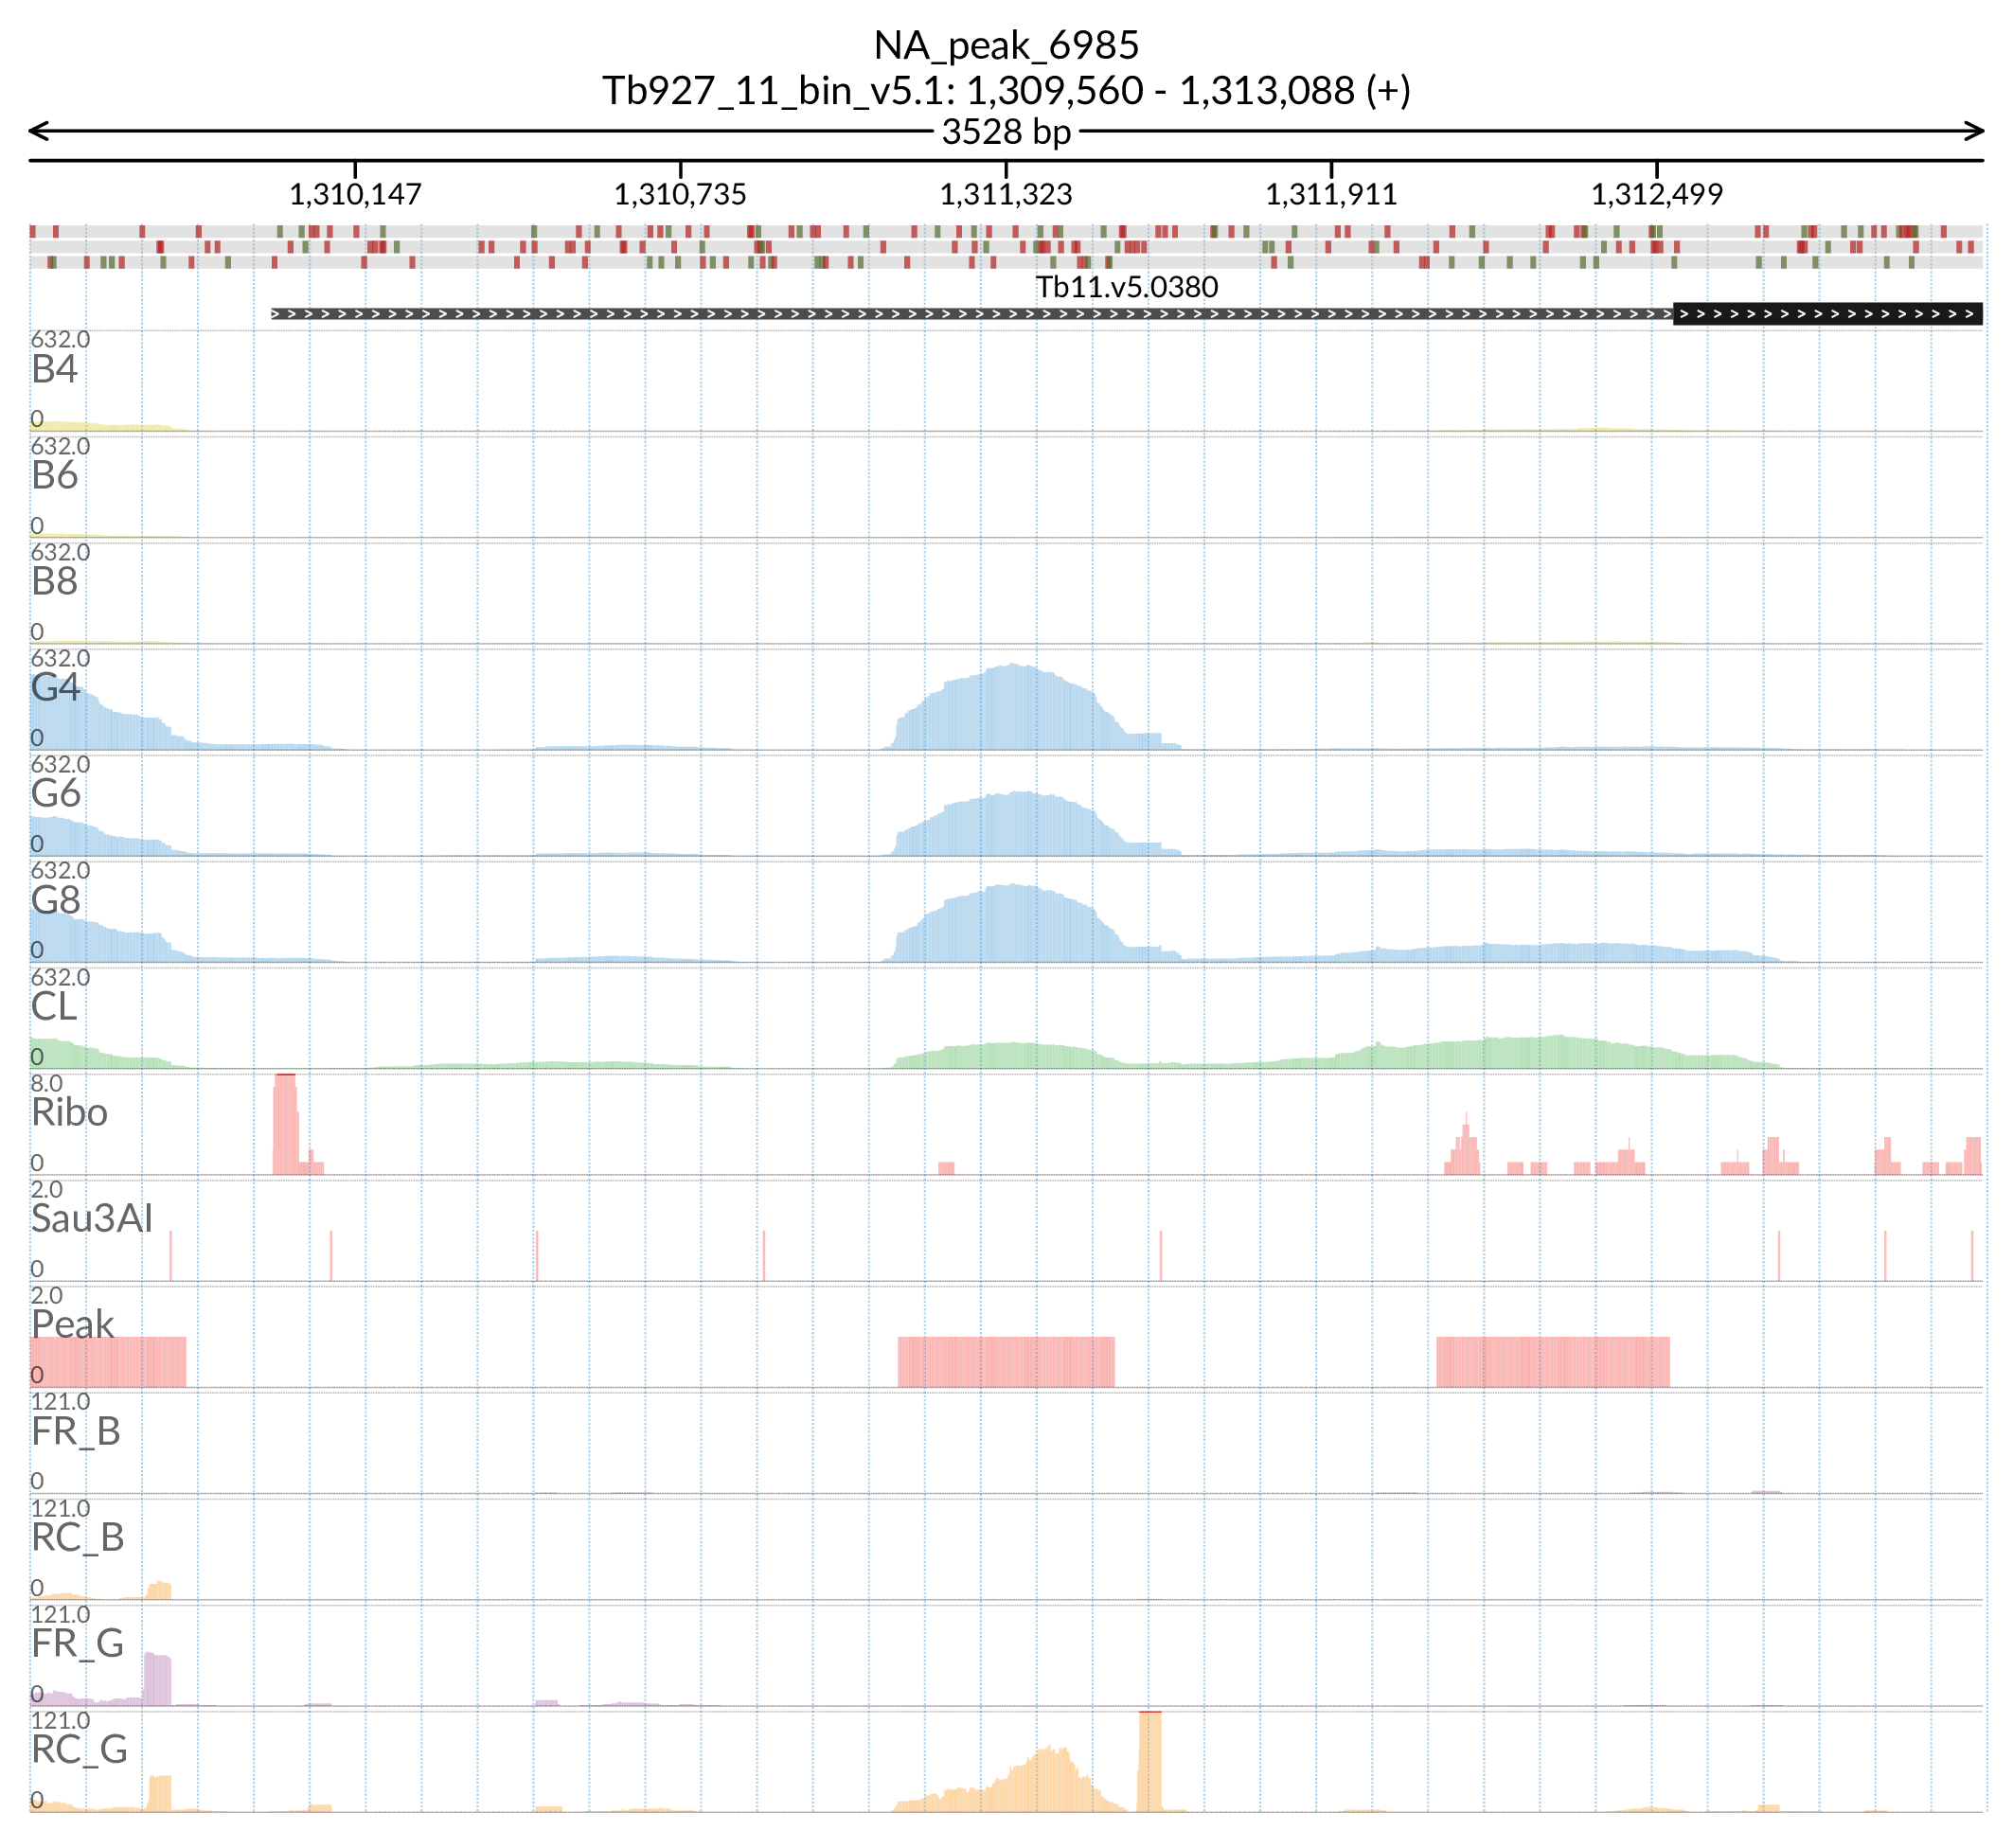 NA_peak_6985
Tb927_11_bin_v5.1: 1,309,560 - 1,313,088 (+)
3528 bp
1,310,147 1,310,735 1,311,323 1,311,911 1,312,499
Tb11.v5.0380
632.0
B4
0
632.0
B6
0
632.0
B8
0
632.0
G4
0
632.0
G6
0
632.0
G8
0
632.0
CL
0
8.0
Ribo
0
2.0
Sau3AI
0
2.0
Peak
0
121.0
FR_B
0
121.0
RC_B
0
121.0
FR_G
0
121.0
RC_G
0